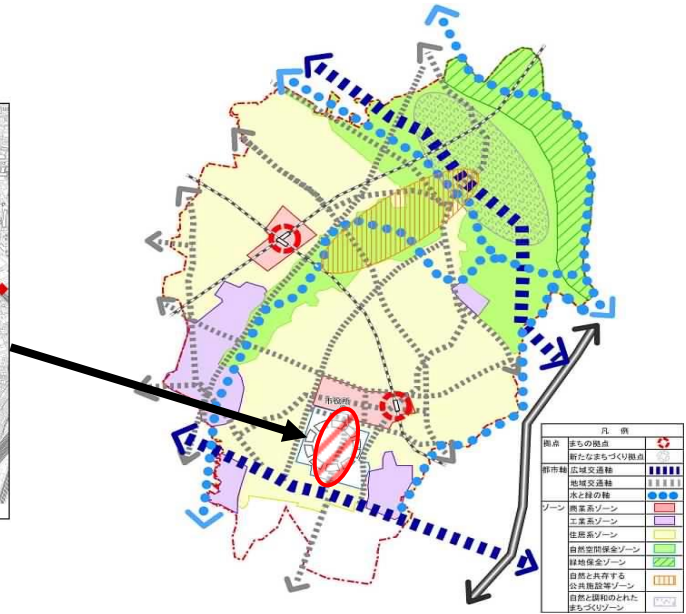 市役所
凡 例
拠点 まちの拠点
新たなまちづくり拠点
都市軸 広域交通軸
地域交通軸
水と緑の軸
ゾーン 商業系ゾーン
工業系ゾーン
住居系ゾーン
自然空間保全ゾーン
緑地保全ゾーン
自然と共存する
公共施設等ゾーン
自然と調和のとれた
まちづくりゾーン